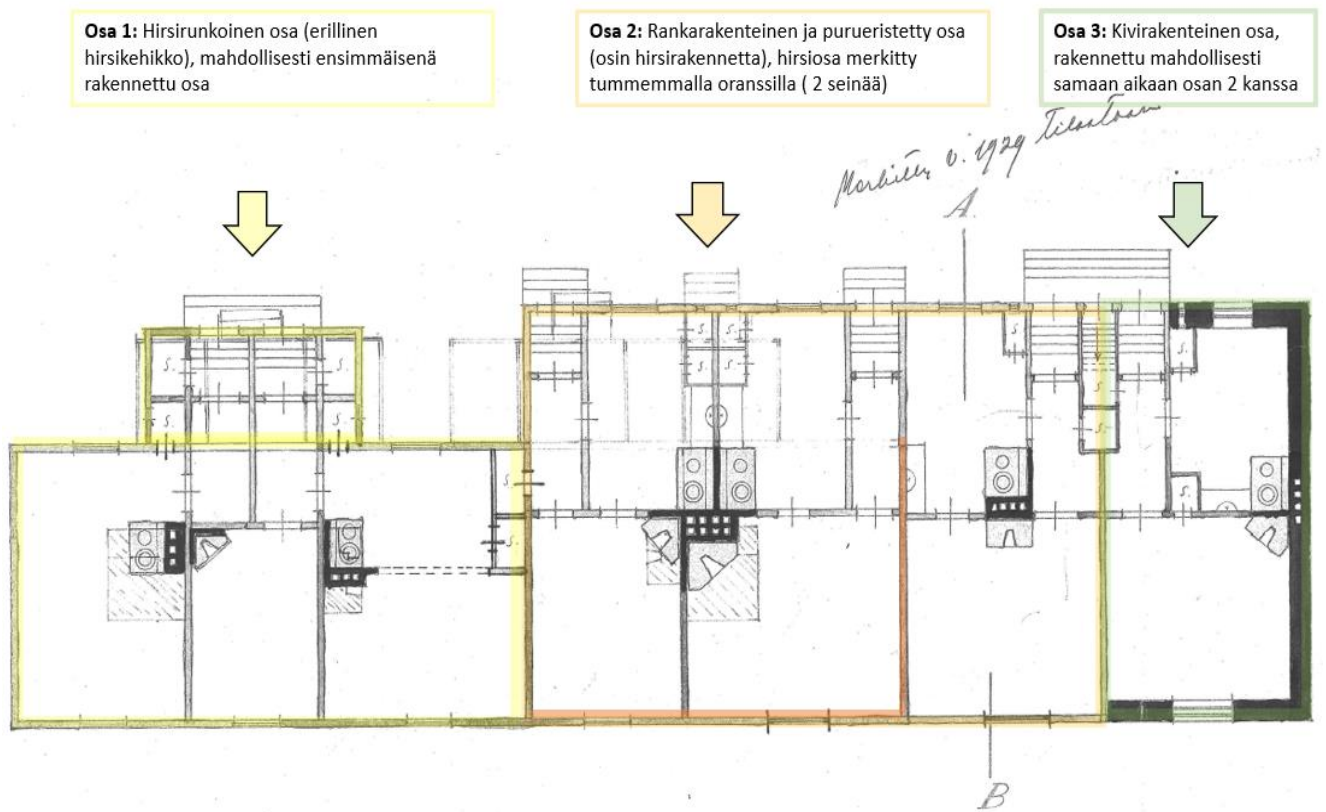 Osa 1: Hirsirunkoinen osa (erillinen
hirsikehikko), mahdollisesti ensimmäisenä
rakennettu osa
Osa 2: Rankarakenteinen ja purueristetty osa
(osin hirsirakennetta), hirsiosa merkitty
tummemmalla oranssilla ( 2 seinää)
Osa 3: Kivirakenteinen osa,
rakennettu mahdollisesti
samaan aikaan osan 2 kanssa
v. 1929
A.
S. S. S. S. S.
S. S. S. S.
S. S. S.
S.
S.
B